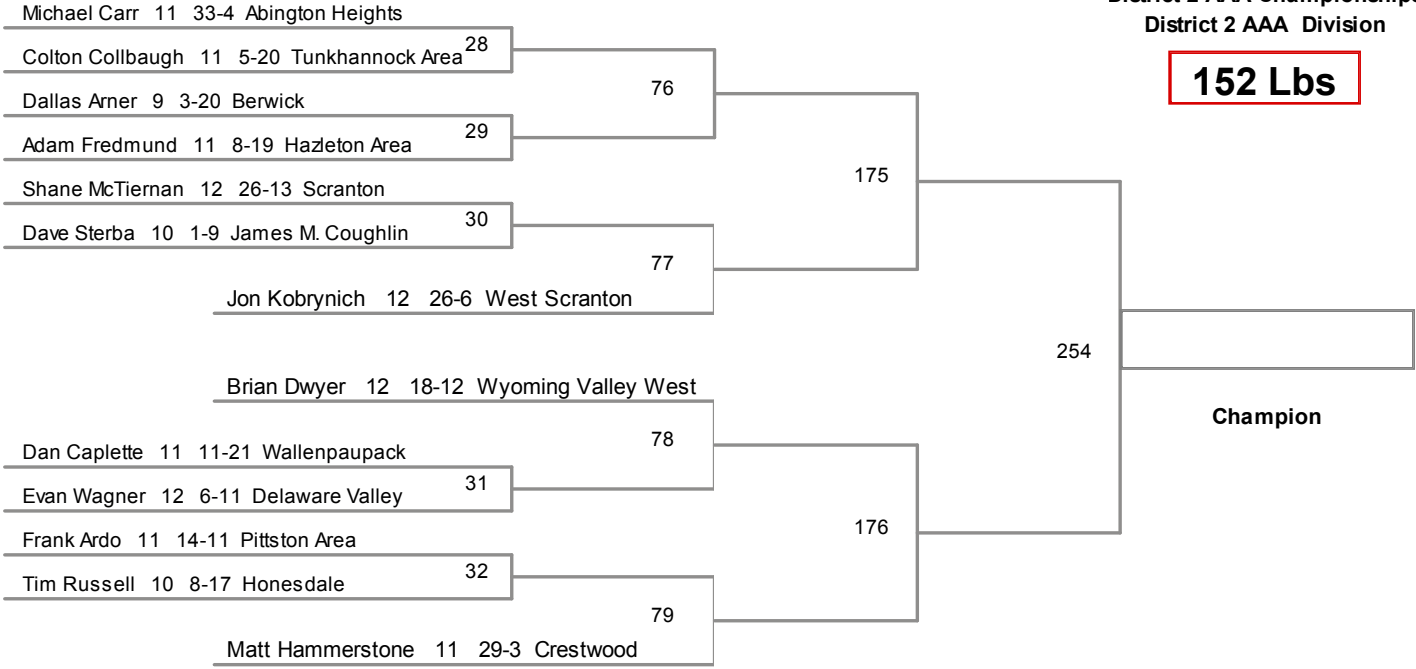 District 2 AAA Championships
District 2 AAA Division
152 Lbs
Michael Carr 11 33-4 Abington Heights
28
Colton Collbaugh 11 5-20 Tunkhannock Area
76
Dallas Arner 9 3-20 Berwick
29
Adam Fredmund 11 8-19 Hazleton Area
175
Shane McTiernan 12 26-13 Scranton
30
Dave Sterba 10 1-9 James M. Coughlin
77
Jon Kobrynich 12 26-6 West Scranton
254
Brian Dwyer 12 18-12 Wyoming Valley West
Champion
78
Dan Caplette 11 11-21 Wallenpaupack
31
Evan Wagner 12 6-11 Delaware Valley
176
Frank Ardo 11 14-11 Pittston Area
32
Tim Russell 10 8-17 Honesdale
79
Matt Hammerstone 11 29-3 Crestwood